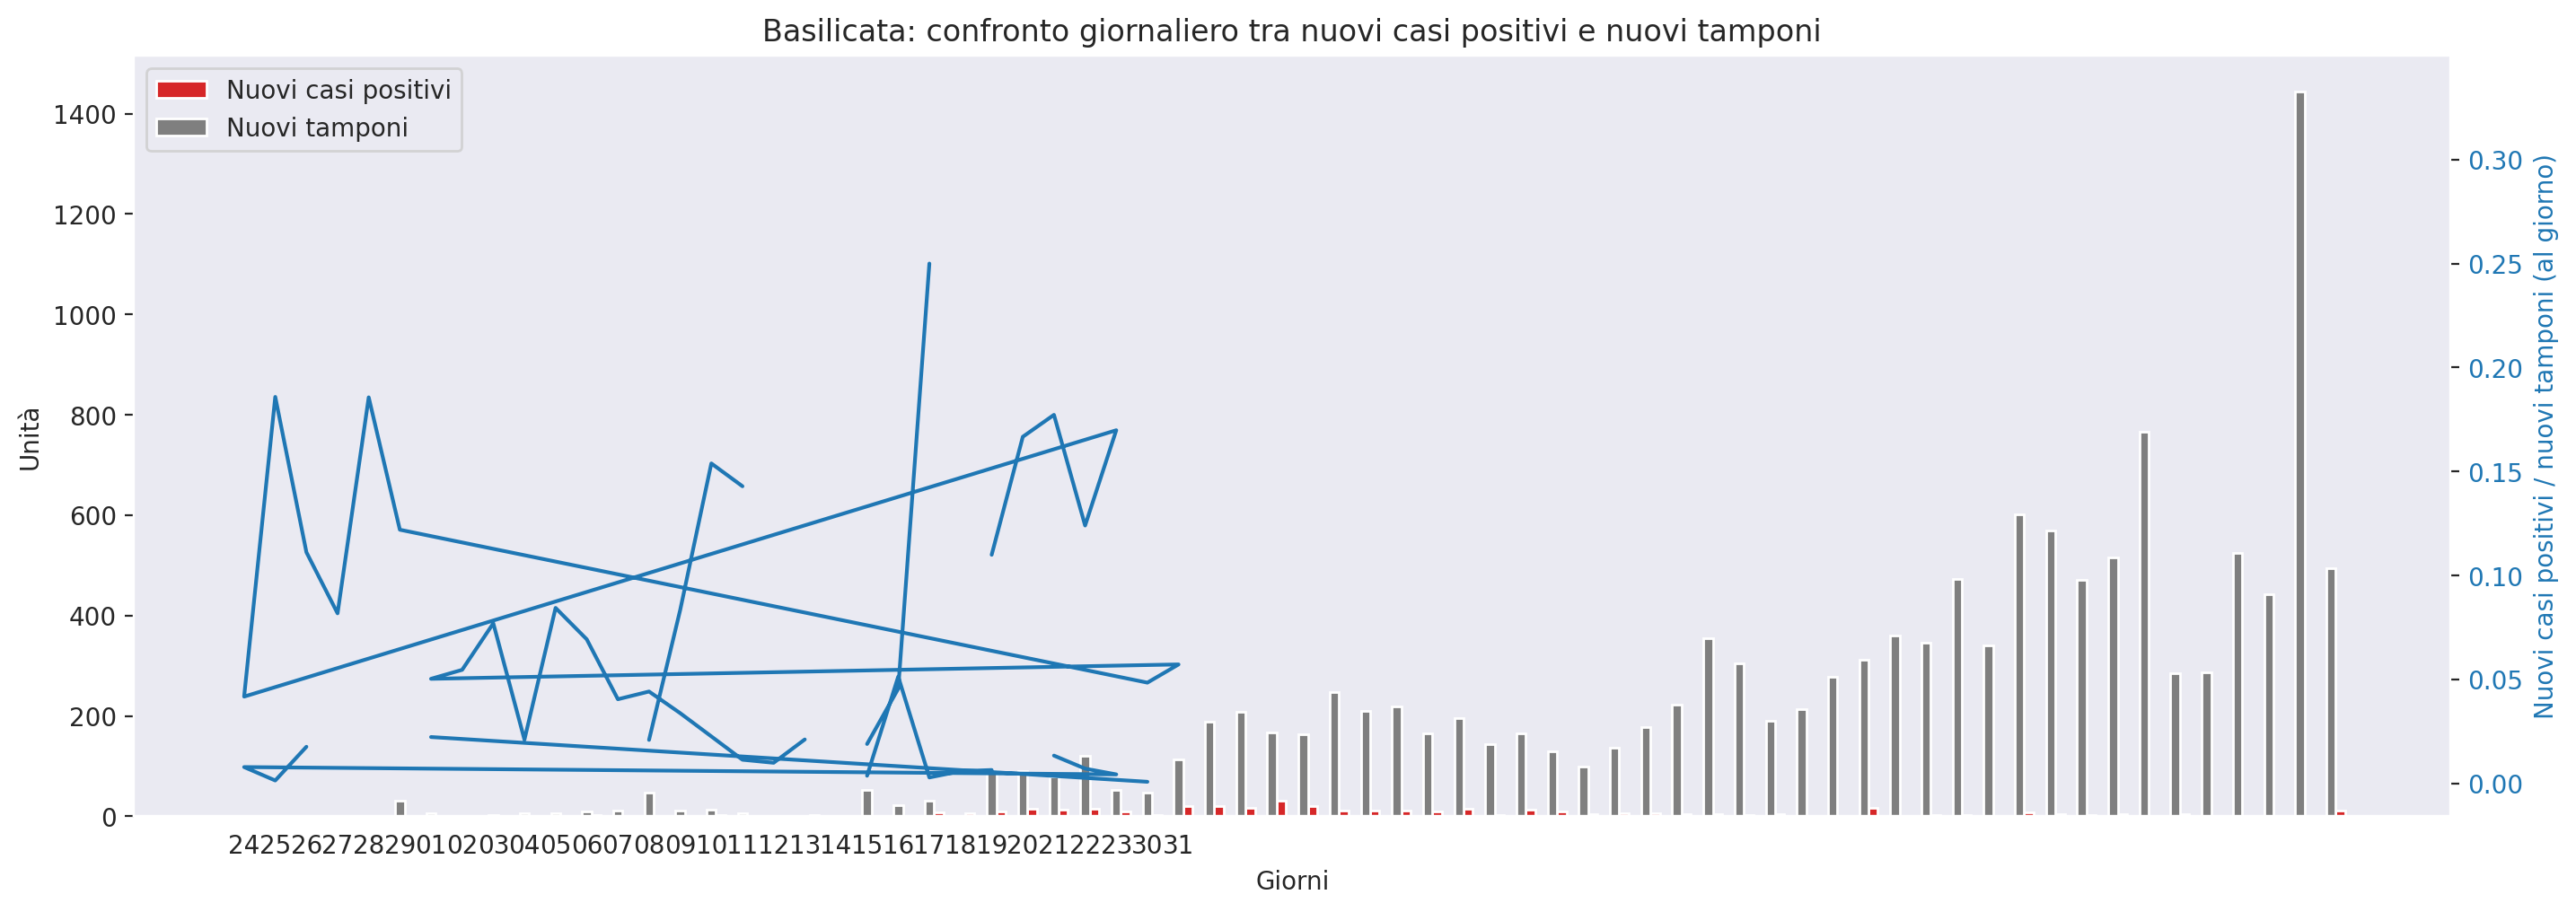 Basilicata: confronto giornaliero tra nuovi casi positivi e nuovi tamponi
Nuovi casi positivi
Nuovi tamponi
1400
1200
1000
800
600
400
200
0
Unità
0.30
0.25
0.20
0.15
0.10
0.05
0.00
Nuovi casi positivi / nuovi tamponi (al giorno)
24252627282901020304050607080910111213141516171819202122233031
Giorni